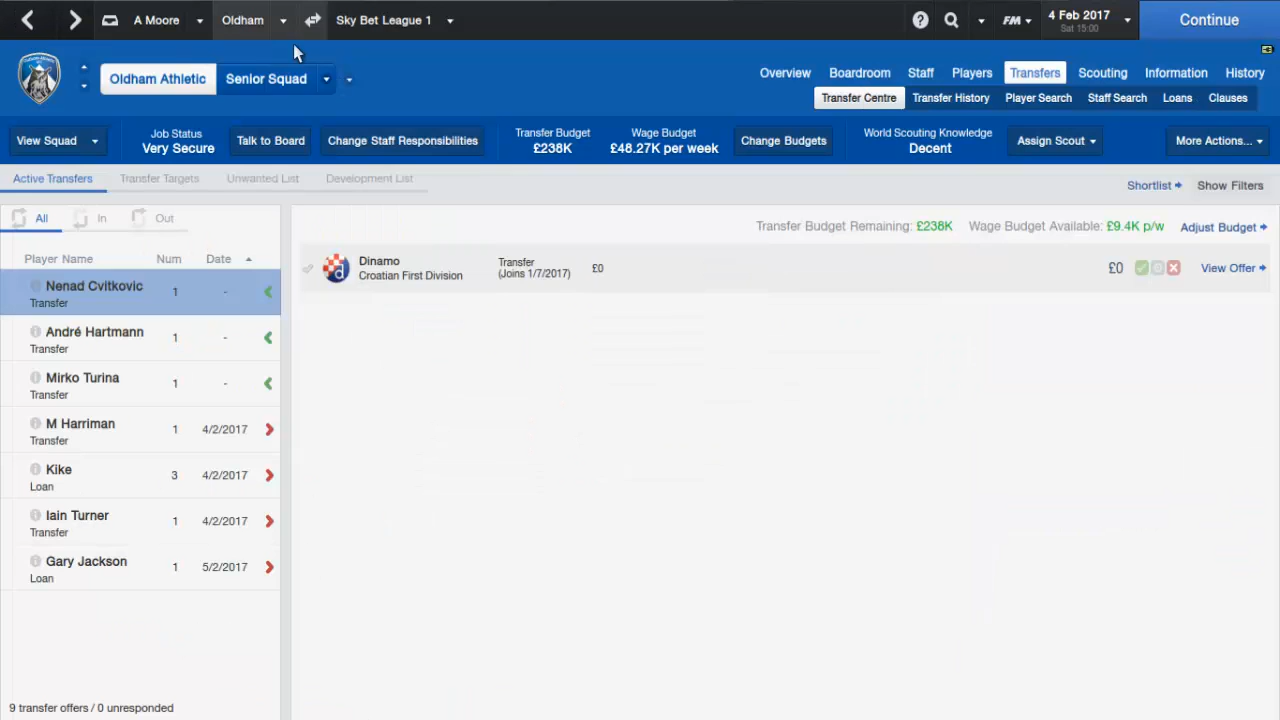 A Moore Oldham Sky Bet League 1 FM 4 Feb 2017 Continue
Sat 15:00
Oldham Athletic Senior Squad
Overview Boardroom Staff Players Transfers Scouting Information History
Transfer Centre Transfer History Player Search Staff Search Loans Clauses
View Squad Job Status Talk to Board Change Staff Responsibilities Transfer Budget Wage Budget Change Budgets World Scouting Knowledge Assign Scout More Actions...
Very Secure £238K £48.27K per week Decent
Active Transfers Transfer Targets Unwanted List Development List Shortlist Show Filters
All In Out
Transfer Budget Remaining: £238K Wage Budget Available: £9.4K p/w Adjust Budget
Player Name Num Date
Dinamo Transfer £0 £0 View Offer
Croatian First Division (Joins 1/7/2017)
Nenad Cvitkovic 1 -
Transfer
André Hartmann 1 -
Transfer
Mirko Turina 1 -
Transfer
M Harriman 1 4/2/2017
Transfer
Kike 3 4/2/2017
Loan
Iain Turner 1 4/2/2017
Transfer
Gary Jackson 1 5/2/2017
Loan
9 transfer offers / 0 unresponded